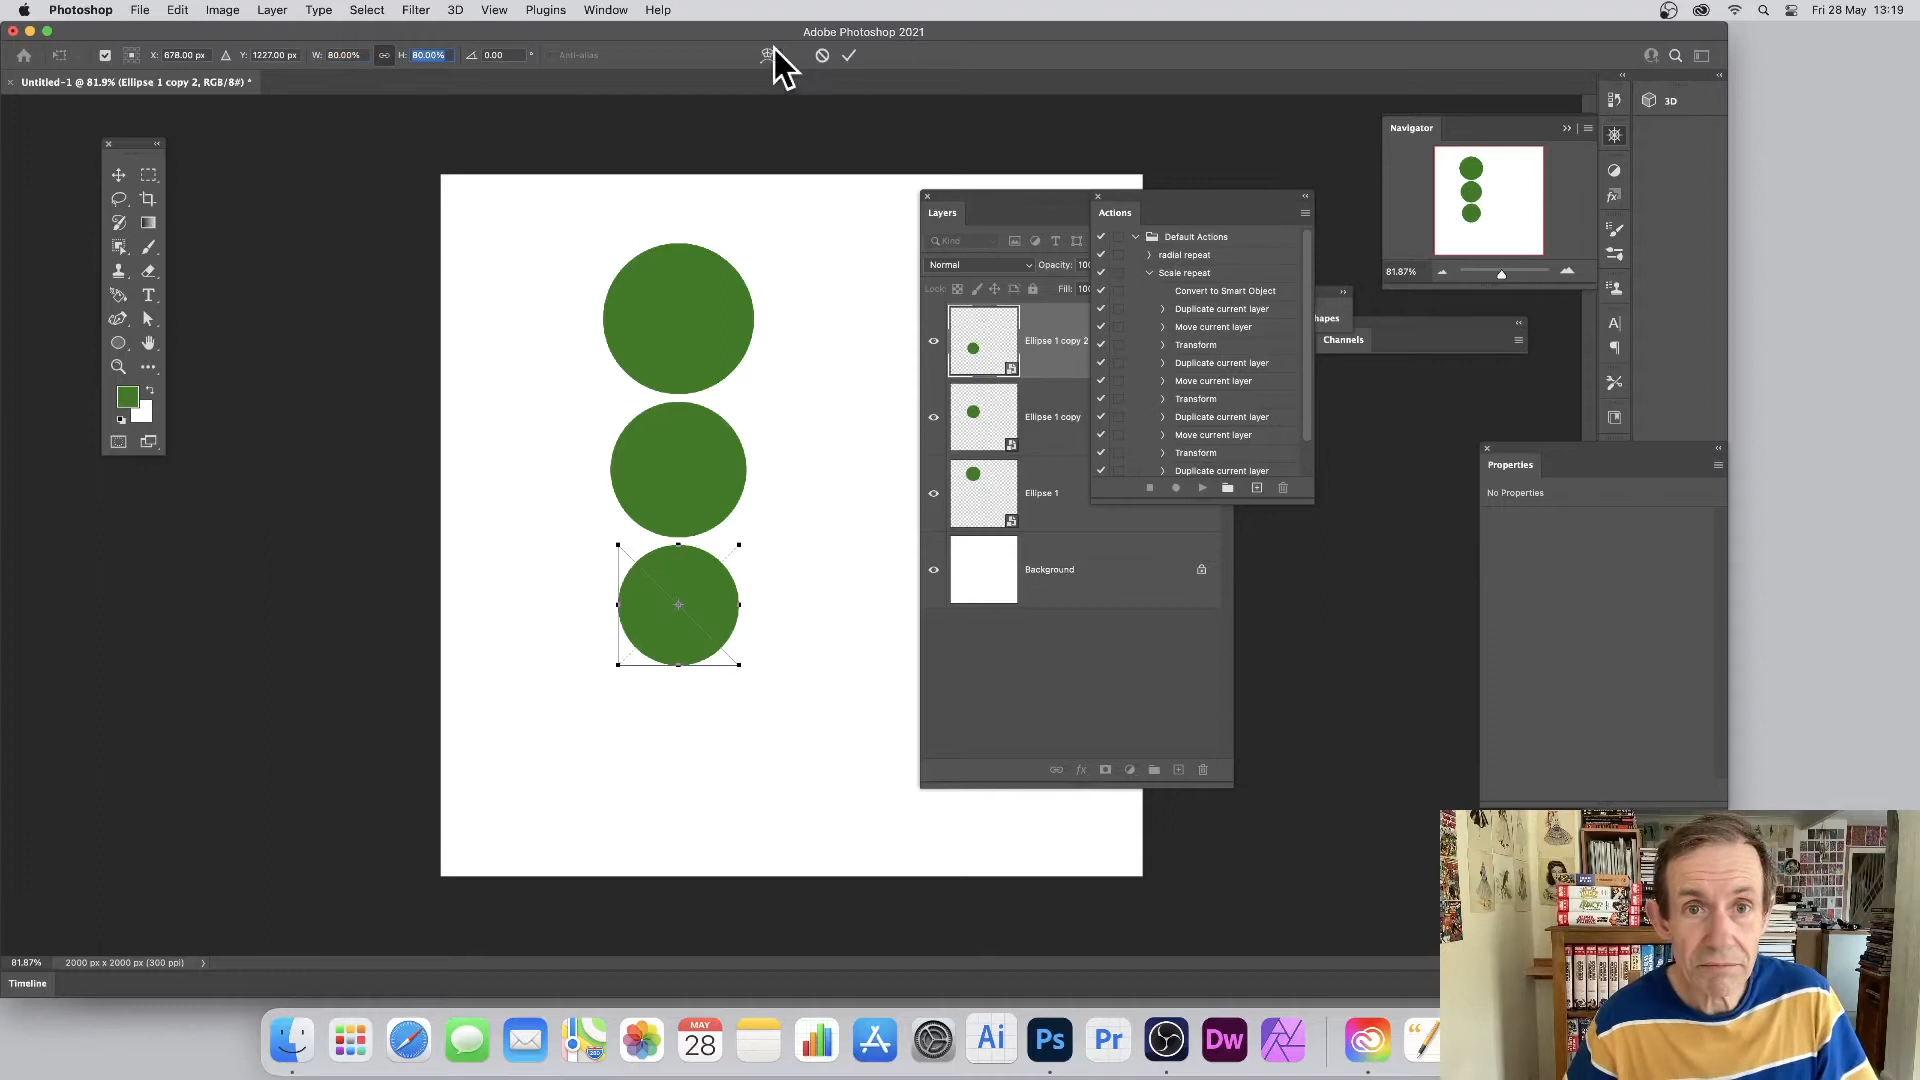 Photoshop File Edit Image Layer Type Select Filter 3D View Plugins Window Help Fri 28 May 13:19
Adobe Photoshop 2021
X: 678.00 px Y: 1227.00 px W: 80.00% H: 80.00% 0.00 ° Anti-alias
Untitled-1 @ 81.9% (Ellipse 1 copy 2, RGB/8#) *
3D
Navigator
81.87%
Layers
Kind
Normal Opacity: 100
Lock: Fill: 100
Ellipse 1 copy 2
Ellipse 1 copy
Ellipse 1
Background
Actions
Default Actions
radial repeat
Scale repeat
Convert to Smart Object
Duplicate current layer
Move current layer
Transform
Duplicate current layer
Move current layer
Transform
Duplicate current layer
Move current layer
Transform
Duplicate current layer
hapes
Channels
Properties
No Properties
81.87% 2000 px x 2000 px (300 ppi)
Timeline
MAY
28
Ai Ps Pr Dw